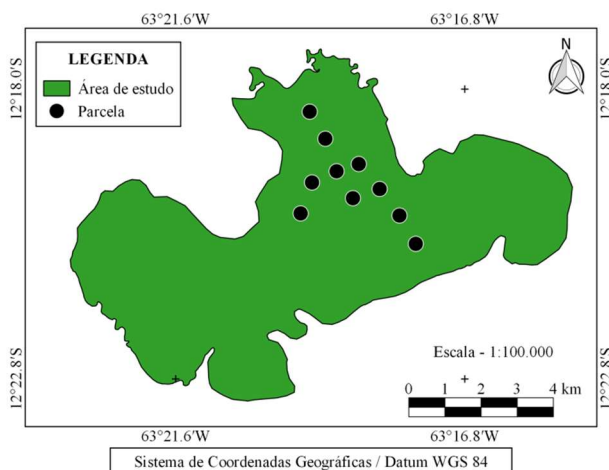 63°21.6'W 63°16.8'W
LEGENDA
Área de estudo
Parcela
N
12°18.0'S 12°18.0'S
Escala - 1:100.000
0 1 2 3 4 km
12°22.8'S 12°22.8'S
63°21.6'W 63°16.8'W
Sistema de Coordenadas Geográficas / Datum WGS 84